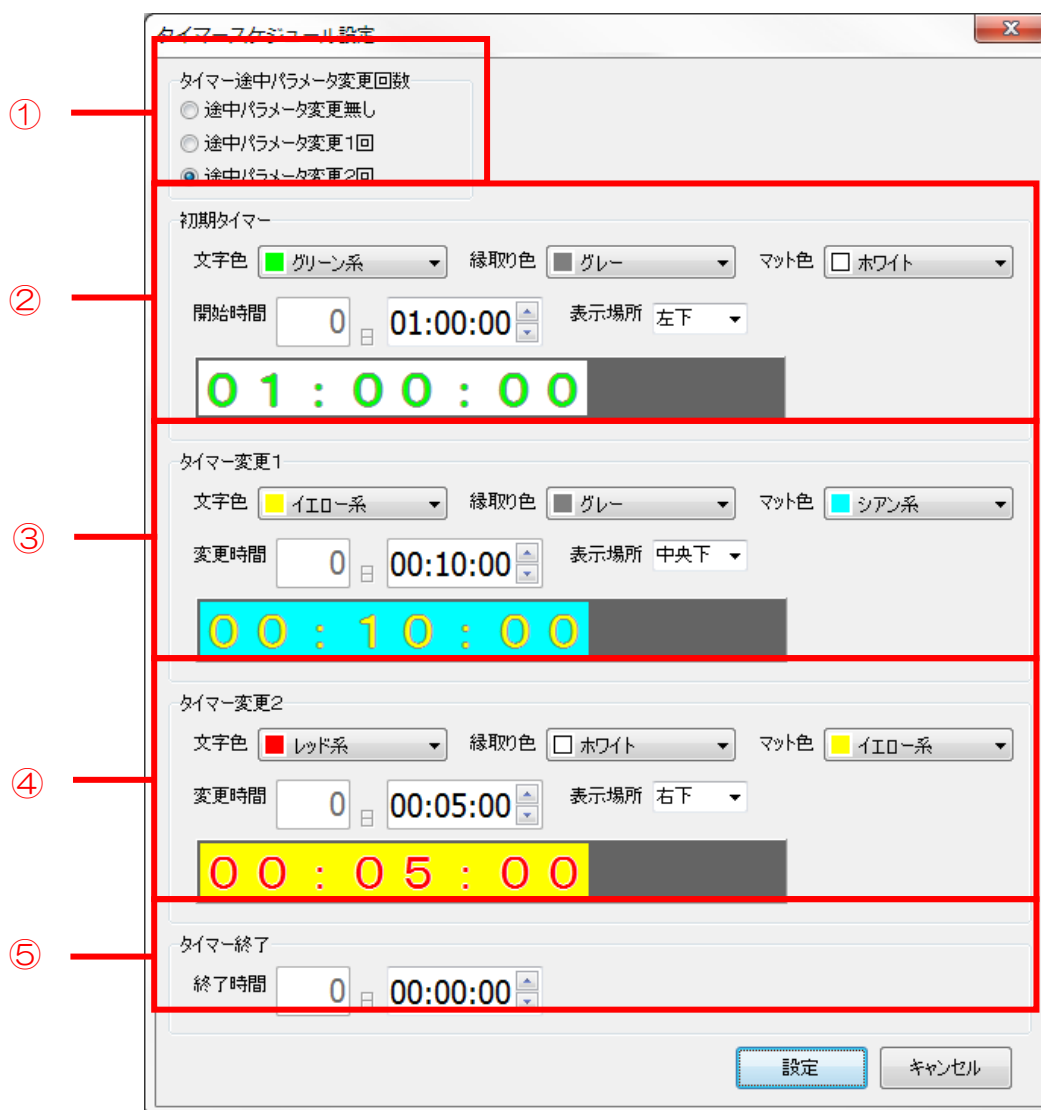 タイマースケジュール設定
タイマー途中パラメータ変更回数
① 途中パラメータ変更無し
途中パラメータ変更1回
途中パラメータ変更2回
初期タイマー
文字色 グリーン系 縁取り色 グレー マット色 ホワイト
② 開始時間 0 日 01:00:00 表示場所 左下
01:00:00
タイマー変更1
文字色 イエロー系 縁取り色 グレー マット色 シアン系
③ 変更時間 0 日 00:10:00 表示場所 中央下
00:10:00
タイマー変更2
文字色 レッド系 縁取り色 ホワイト マット色 イエロー系
④ 変更時間 0 日 00:05:00 表示場所 右下
00:05:00
⑤ タイマー終了
終了時間 0 日 00:00:00
設定 キャンセル